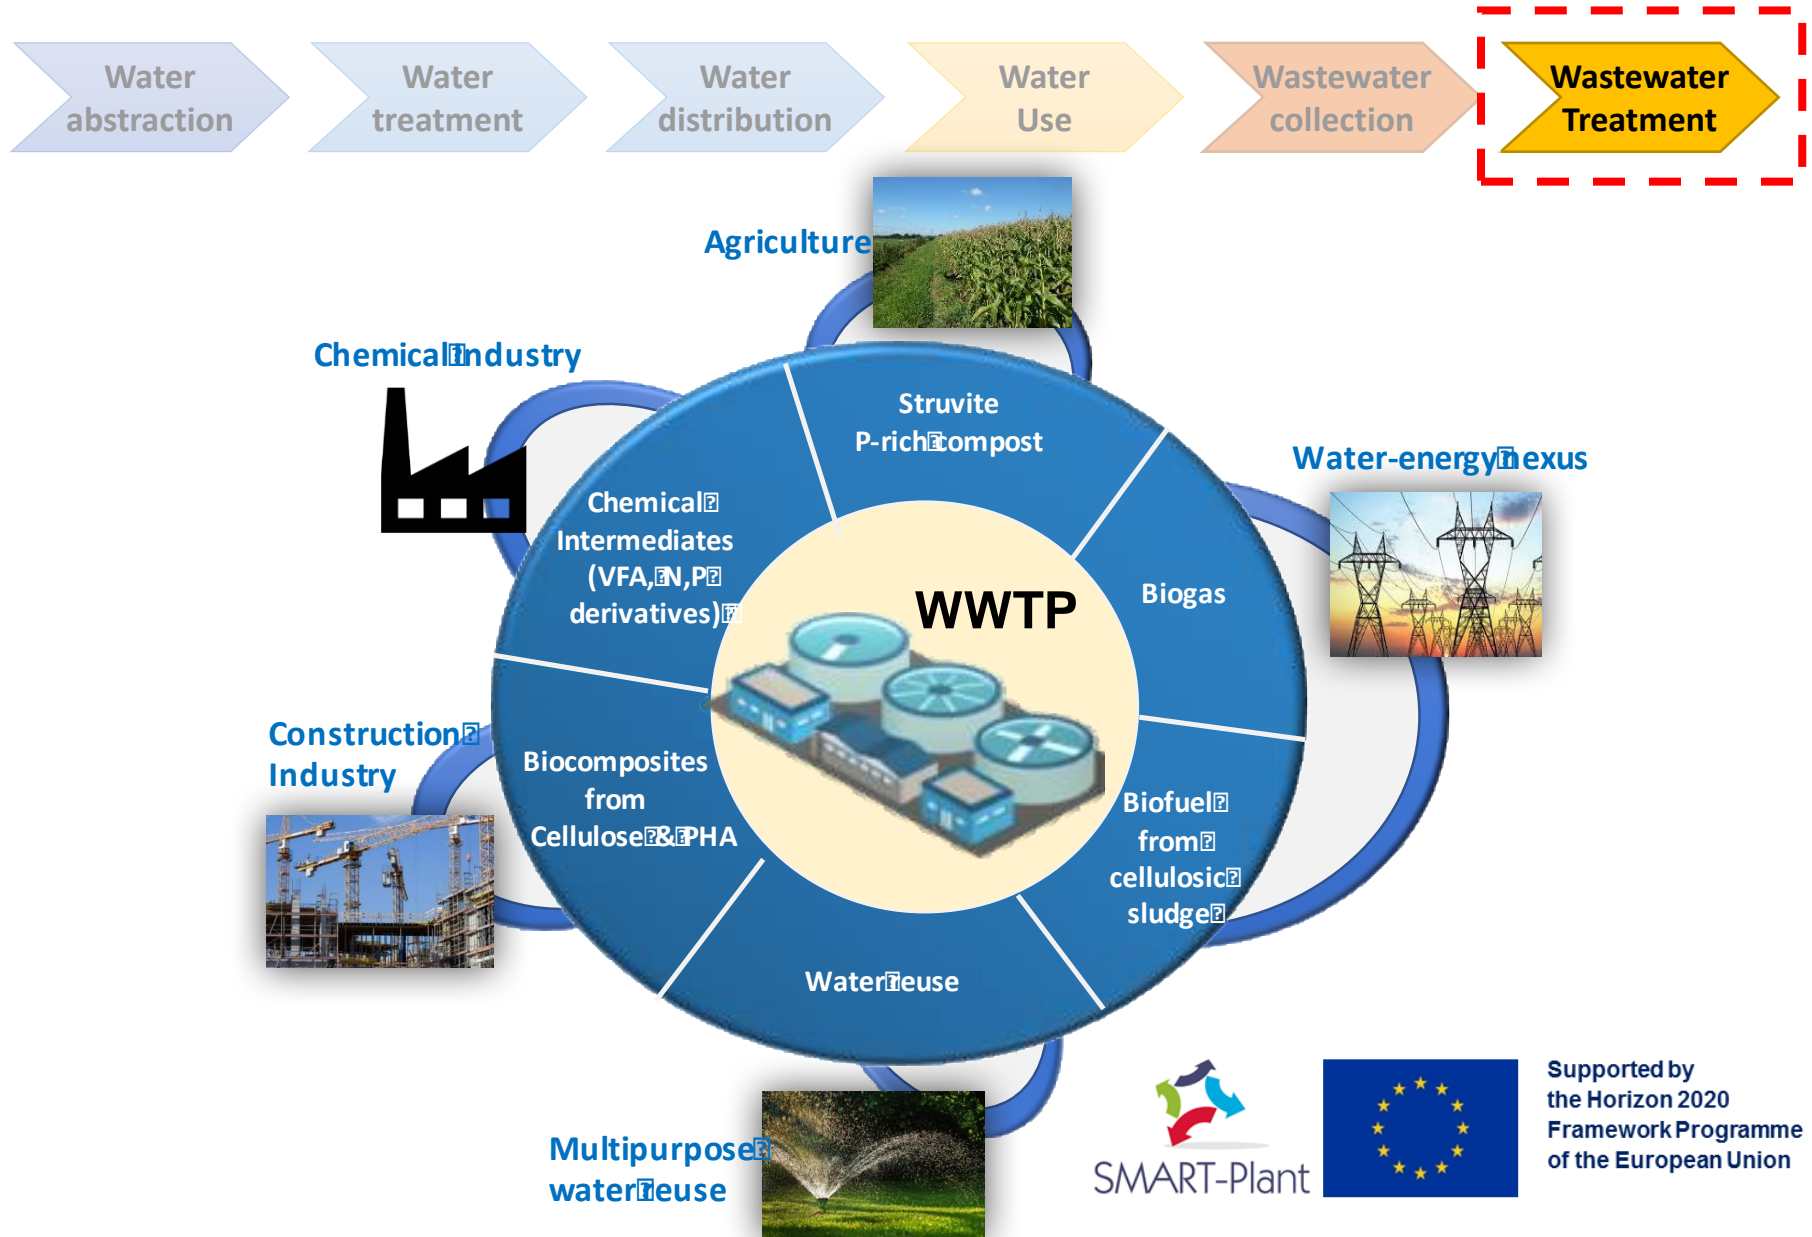 Water
abstraction
Water
treatment
Water
distribution
Water
Use
Wastewater
collection
Wastewater
Treatment
Agriculture
Chemical⍰Industry
Struvite
P-rich⍰compost
Water-energy⍰nexus
Chemical⍰
Intermediates
(VFA,⍰N,P⍰
derivatives)⍰
WWTP
Biogas
Construction⍰
Industry
Biocomposites
from
Cellulose⍰&⍰PHA
Biofuel⍰
from⍰
cellulosic⍰
sludge⍰
Water⍰reuse
Multipurpose⍰
water⍰reuse
SMART-Plant
Supported by
the Horizon 2020
Framework Programme
of the European Union